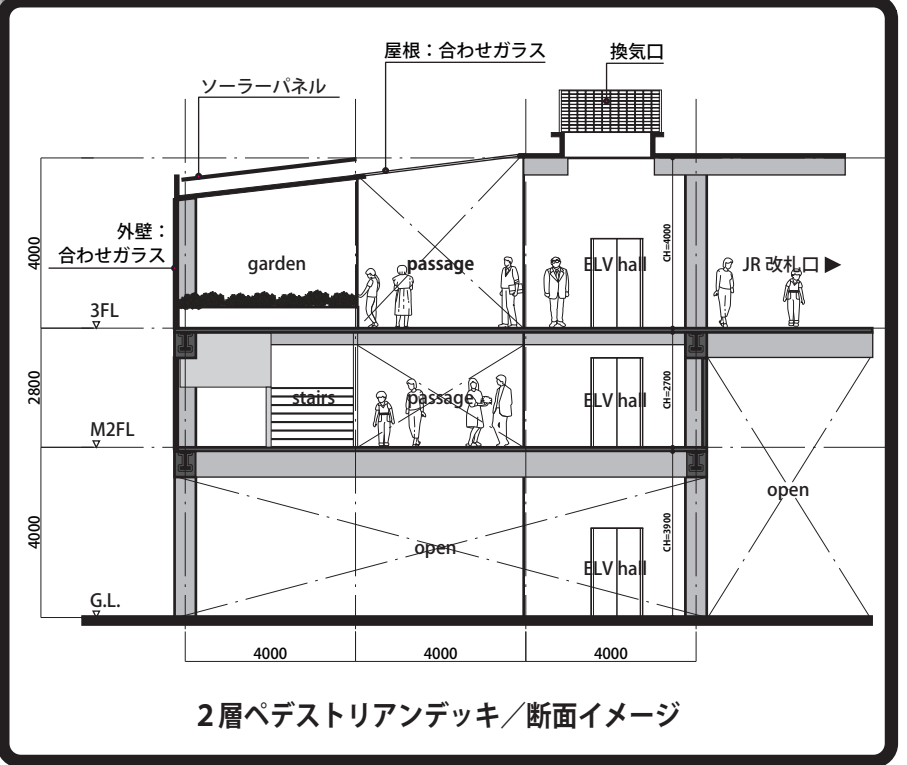 屋根：合わせガラス
換気口
ソーラーパネル
外壁：
合わせガラス
4000
garden
passage
ELV hall
CH=4000
JR 改札口 ▶
3FL
2800
stairs
passage
ELV hall
CH=2700
M2FL
open
4000
open
ELV hall
CH=3900
G.L.
4000
4000
4000
２層ペデストリアンデッキ／断面イメージ